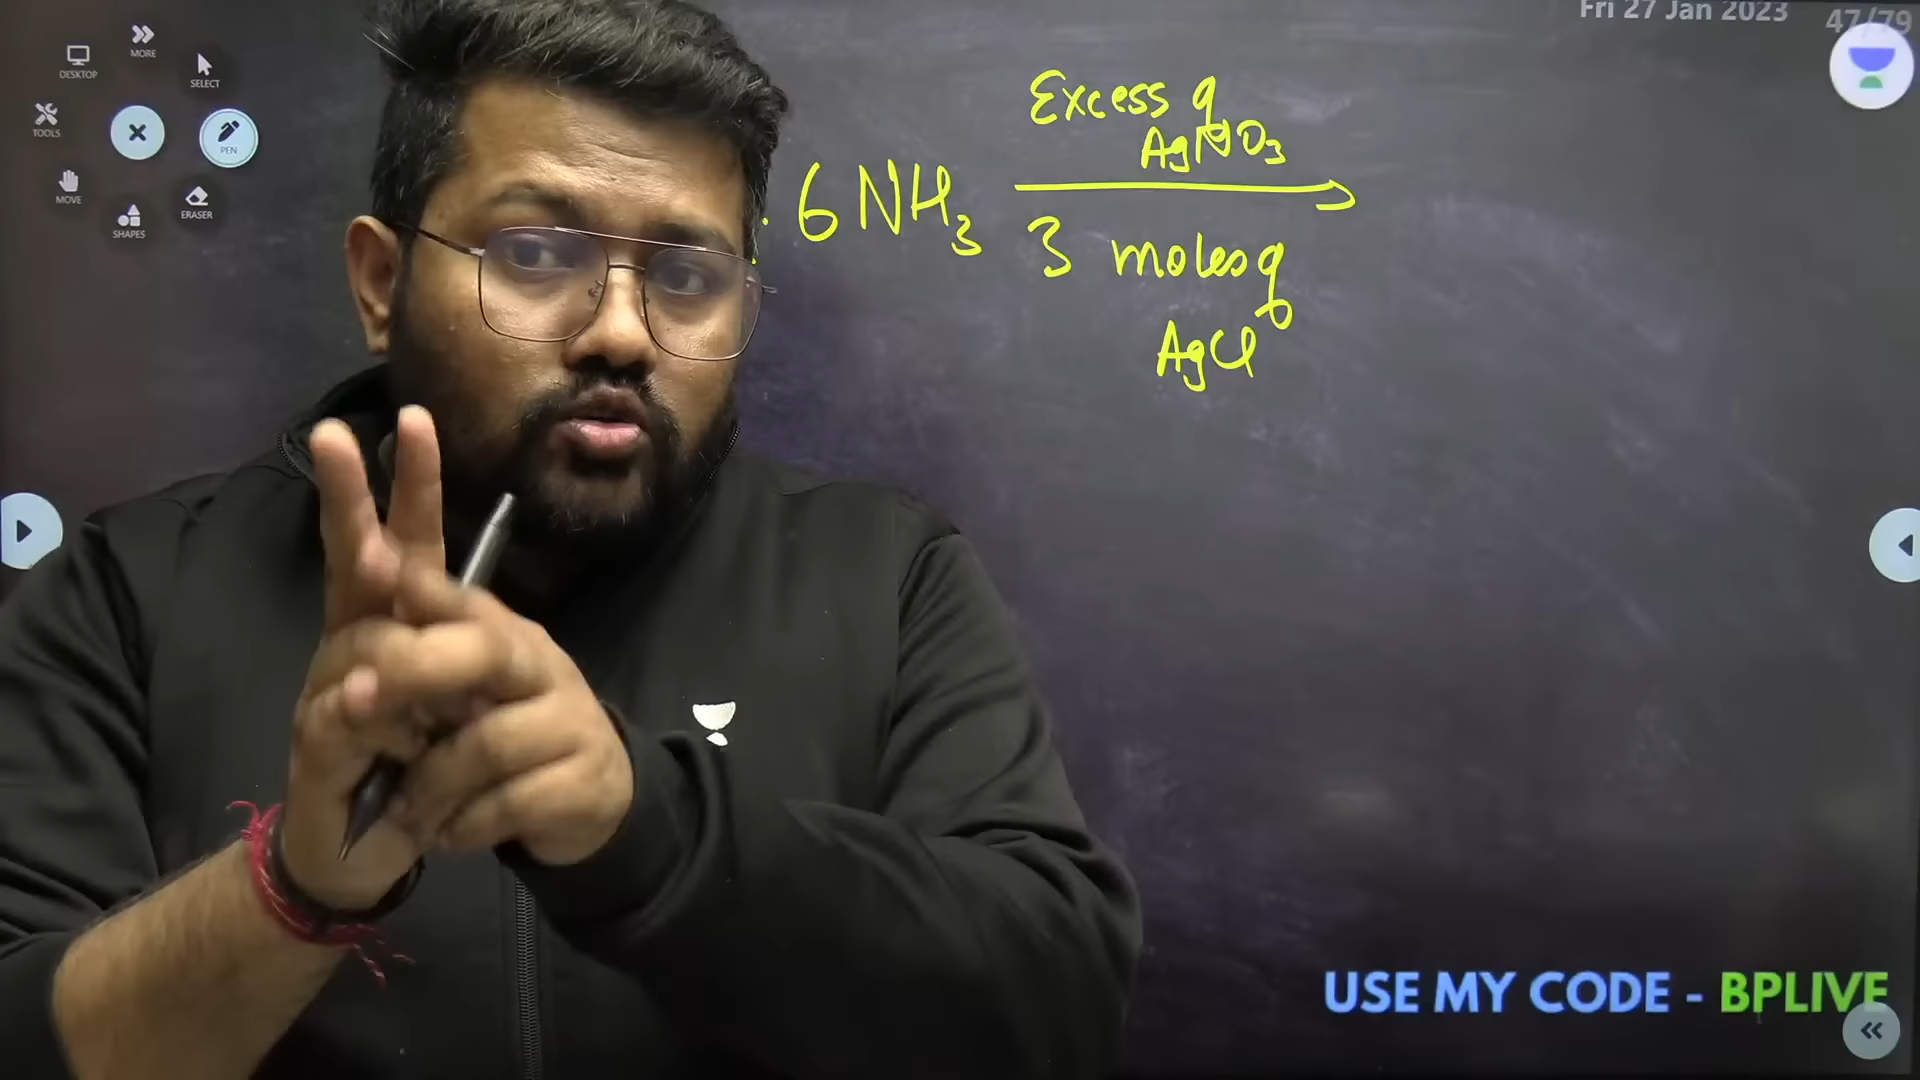 Fri 27 Jan 2023
47/79
MORE
DESKTOP
SELECT
TOOLS
PEN
MOVE
ERASER
SHAPES
Excess of
AgNO3
. 6NH3
3 moles of
AgCl
USE MY CODE - BPLIVE